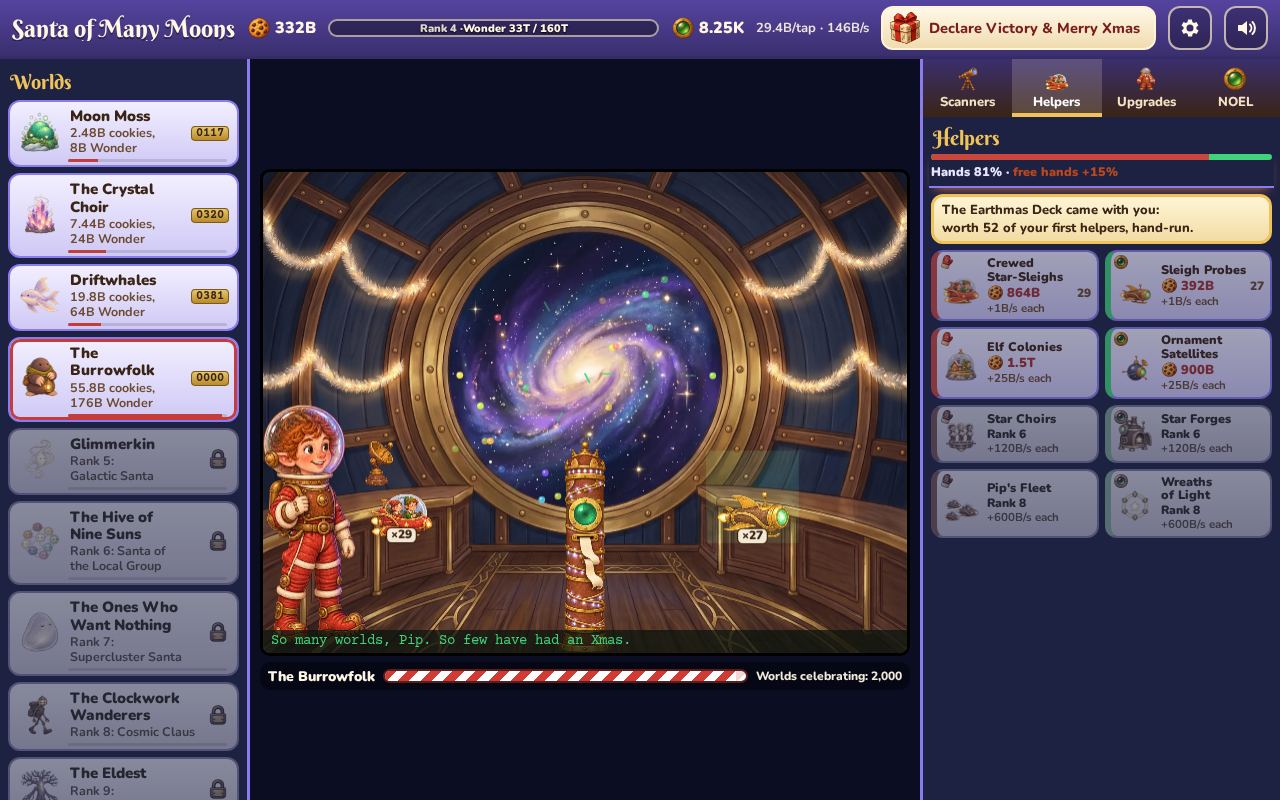 Santa of Many Moons
332B
Rank 4 ·Wonder 33T / 160T
8.25K
29.4B/tap · 146B/s
Declare Victory & Merry Xmas
Worlds
Moon Moss
2.48B cookies,
8B Wonder
0117
The Crystal
Choir
7.44B cookies,
24B Wonder
0320
Driftwhales
19.8B cookies,
64B Wonder
0381
The
Burrowfolk
55.8B cookies,
176B Wonder
0000
Glimmerkin
Rank 5:
Galactic Santa
The Hive of
Nine Suns
Rank 6: Santa of
the Local Group
The Ones Who
Want Nothing
Rank 7:
Supercluster Santa
The Clockwork
Wanderers
Rank 8: Cosmic Claus
The Eldest
Rank 9:
×29
×27
So many worlds, Pip. So few have had an Xmas.
The Burrowfolk
Worlds celebrating: 2,000
Scanners
Helpers
Upgrades
NOEL
Helpers
Hands 81% · free hands +15%
The Earthmas Deck came with you:
worth 52 of your first helpers, hand-run.
Crewed
Star-Sleighs
864B
29
+1B/s each
Sleigh Probes
392B
27
+1B/s each
Elf Colonies
1.5T
+25B/s each
Ornament
Satellites
900B
+25B/s each
Star Choirs
Rank 6
+120B/s each
Star Forges
Rank 6
+120B/s each
Pip's Fleet
Rank 8
+600B/s each
Wreaths
of Light
Rank 8
+600B/s each